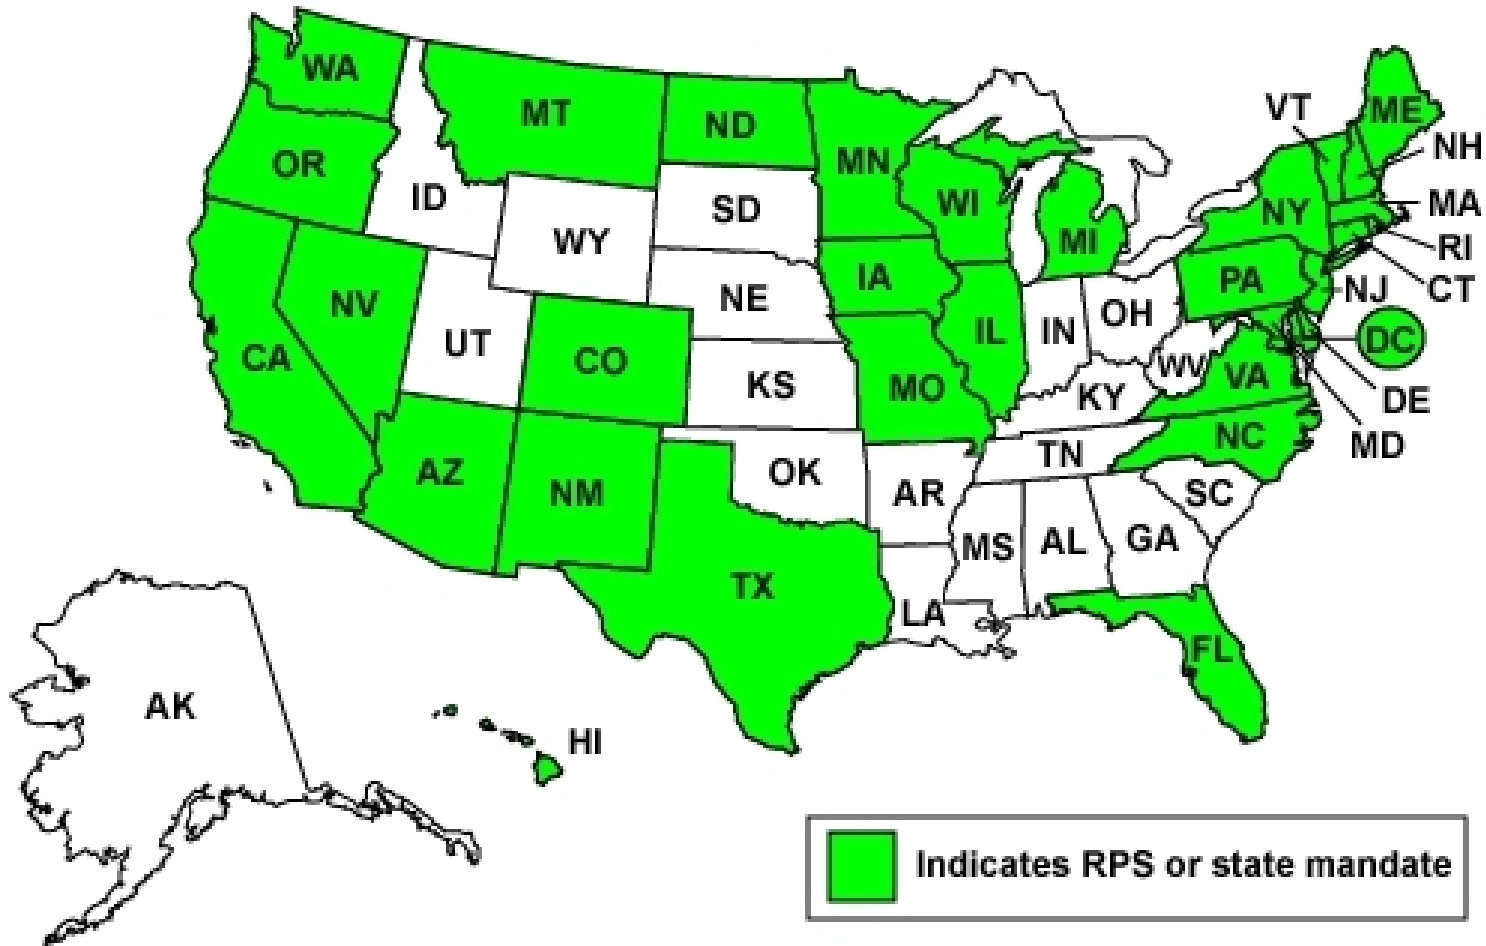 WA
MT
ND
MN
VT
ME
NH
OR
ID
SD
WI
MI
NY
MA
RI
WY
IA
PA
NJ
CT
NV
NE
IL
IN
OH
DC
CA
UT
CO
KS
MO
WV
VA
DE
KY
MD
AZ
NM
OK
AR
TN
NC
SC
TX
MS
AL
GA
LA
FL
AK
HI
Indicates RPS or state mandate